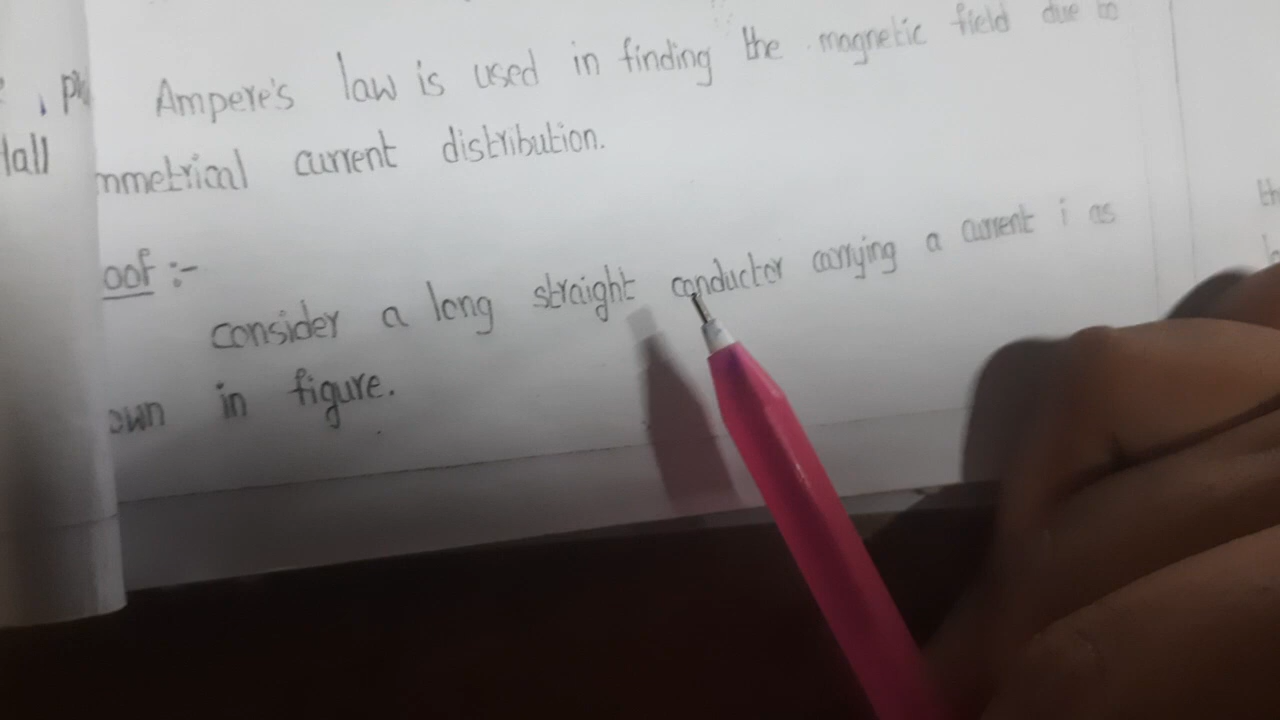 Ampere's law is used in finding the magnetic field due to
mmetrical current distribution.
oof :-
consider a long straight conductor carrying a current i as
own in figure.